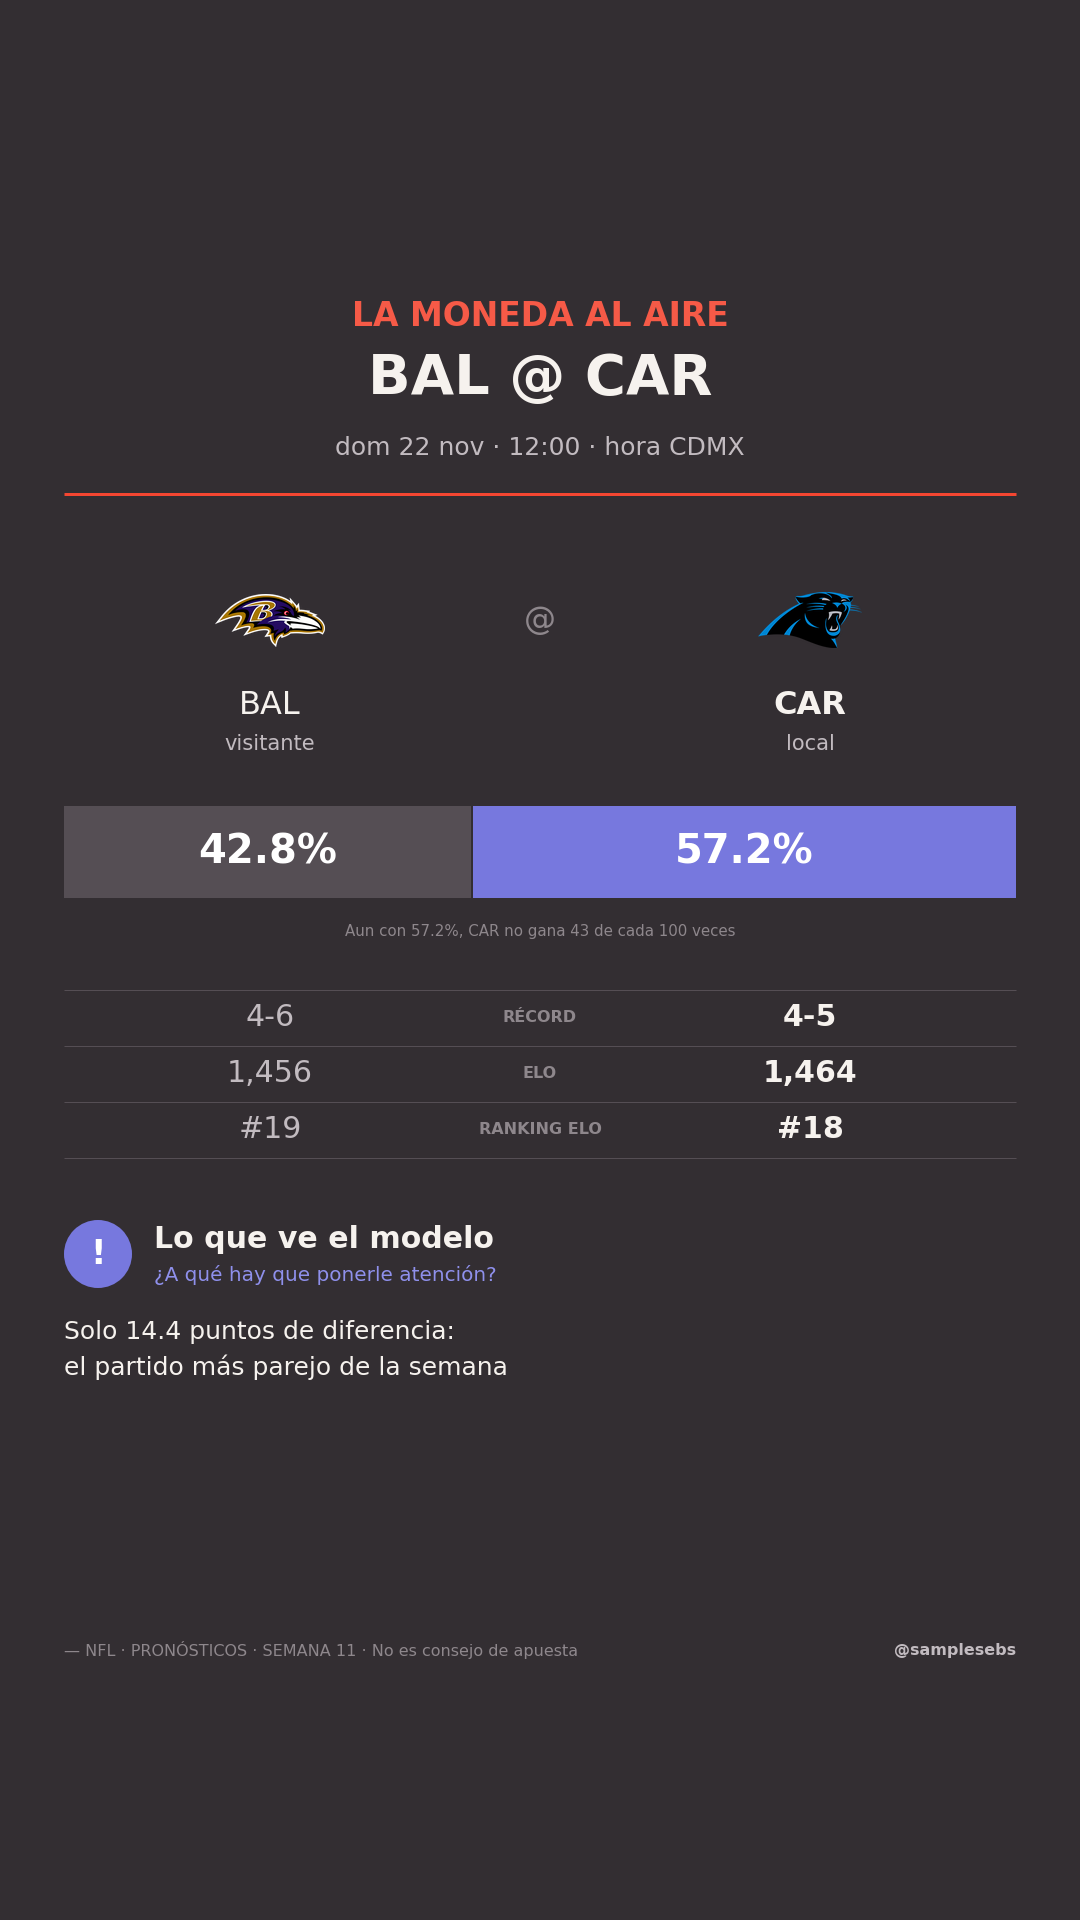 LA MONEDA AL AIRE
BAL @ CAR
dom 22 nov · 12:00 · hora CDMX
B
@
BAL
CAR
visitante
local
42.8%
57.2%
Aun con 57.2%, CAR no gana 43 de cada 100 veces
4-6 RÉCORD 4-5
1,456 ELO 1,464
#19 RANKING ELO #18
!
Lo que ve el modelo
¿A qué hay que ponerle atención?
Solo 14.4 puntos de diferencia:
el partido más parejo de la semana
— NFL · PRONÓSTICOS · SEMANA 11 · No es consejo de apuesta
@samplesebs